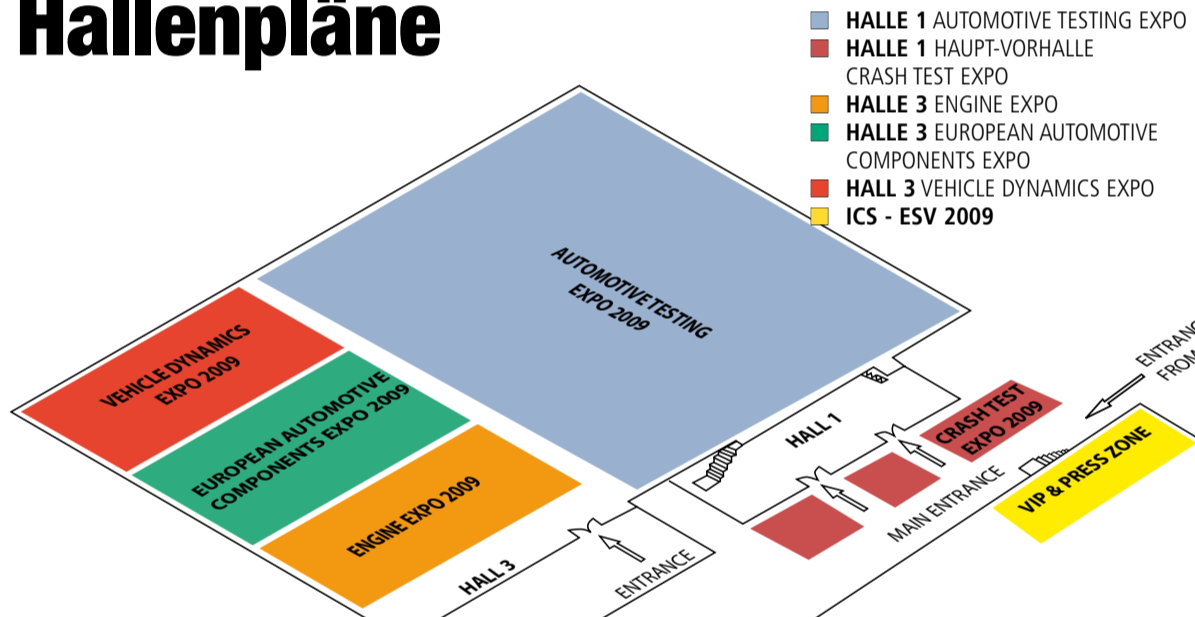 Hallenpläne
HALLE 1 AUTOMOTIVE TESTING EXPO
HALLE 1 HAUPT-VORHALLE
CRASH TEST EXPO
HALLE 3 ENGINE EXPO
HALLE 3 EUROPEAN AUTOMOTIVE
COMPONENTS EXPO
HALL 3 VEHICLE DYNAMICS EXPO
ICS - ESV 2009
AUTOMOTIVE TESTING
EXPO 2009
VEHICLE DYNAMICS
EXPO 2009
EUROPEAN AUTOMOTIVE
COMPONENTS EXPO 2009
ENGINE EXPO 2009
HALL 3
ENTRANCE
HALL 1
CRASH TEST
EXPO 2009
MAIN ENTRANCE
VIP & PRESS ZONE
FROM